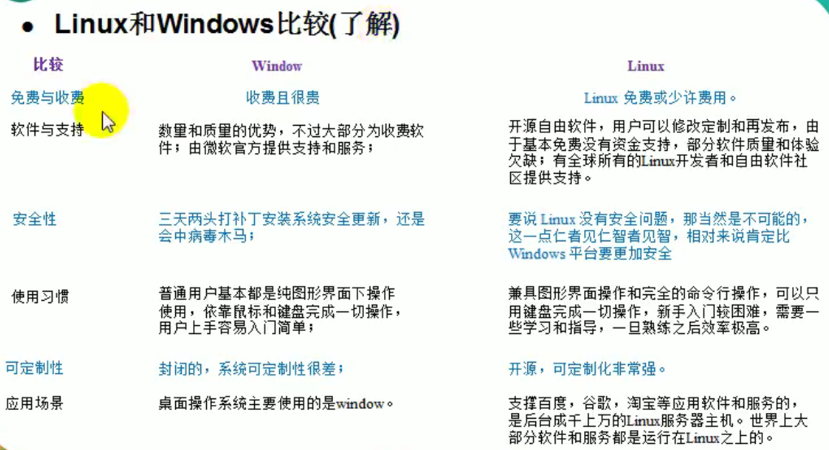 ● Linux和Windows比较(了解)
比较 Window Linux
免费与收费 收费且很贵 Linux 免费或少许费用。
软件与支持 数量和质量的优势，不过大部分为收费软
件；由微软官方提供支持和服务；
开源自由软件，用户可以修改定制和再发布，由
于基本免费没有资金支持，部分软件质量和体验
欠缺；有全球所有的Linux开发者和自由软件社
区提供支持。
安全性 三天两头打补丁安装系统安全更新，还是
会中病毒木马；
要说 Linux 没有安全问题，那当然是不可能的，
这一点仁者见仁智者见智，相对来说肯定比
Windows 平台要更加安全
使用习惯 普通用户基本都是纯图形界面下操作
使用，依靠鼠标和键盘完成一切操作，
用户上手容易入门简单；
兼具图形界面操作和完全的命令行操作，可以只
用键盘完成一切操作，新手入门较困难，需要一
些学习和指导，一旦熟练之后效率极高。
可定制性 封闭的，系统可定制性很差； 开源，可定制化非常强。
应用场景 桌面操作系统主要使用的是window。
支撑百度，谷歌，淘宝等应用软件和服务的，
是后台成千上万的Linux服务器主机。世界上大
部分软件和服务都是运行在Linux之上的。